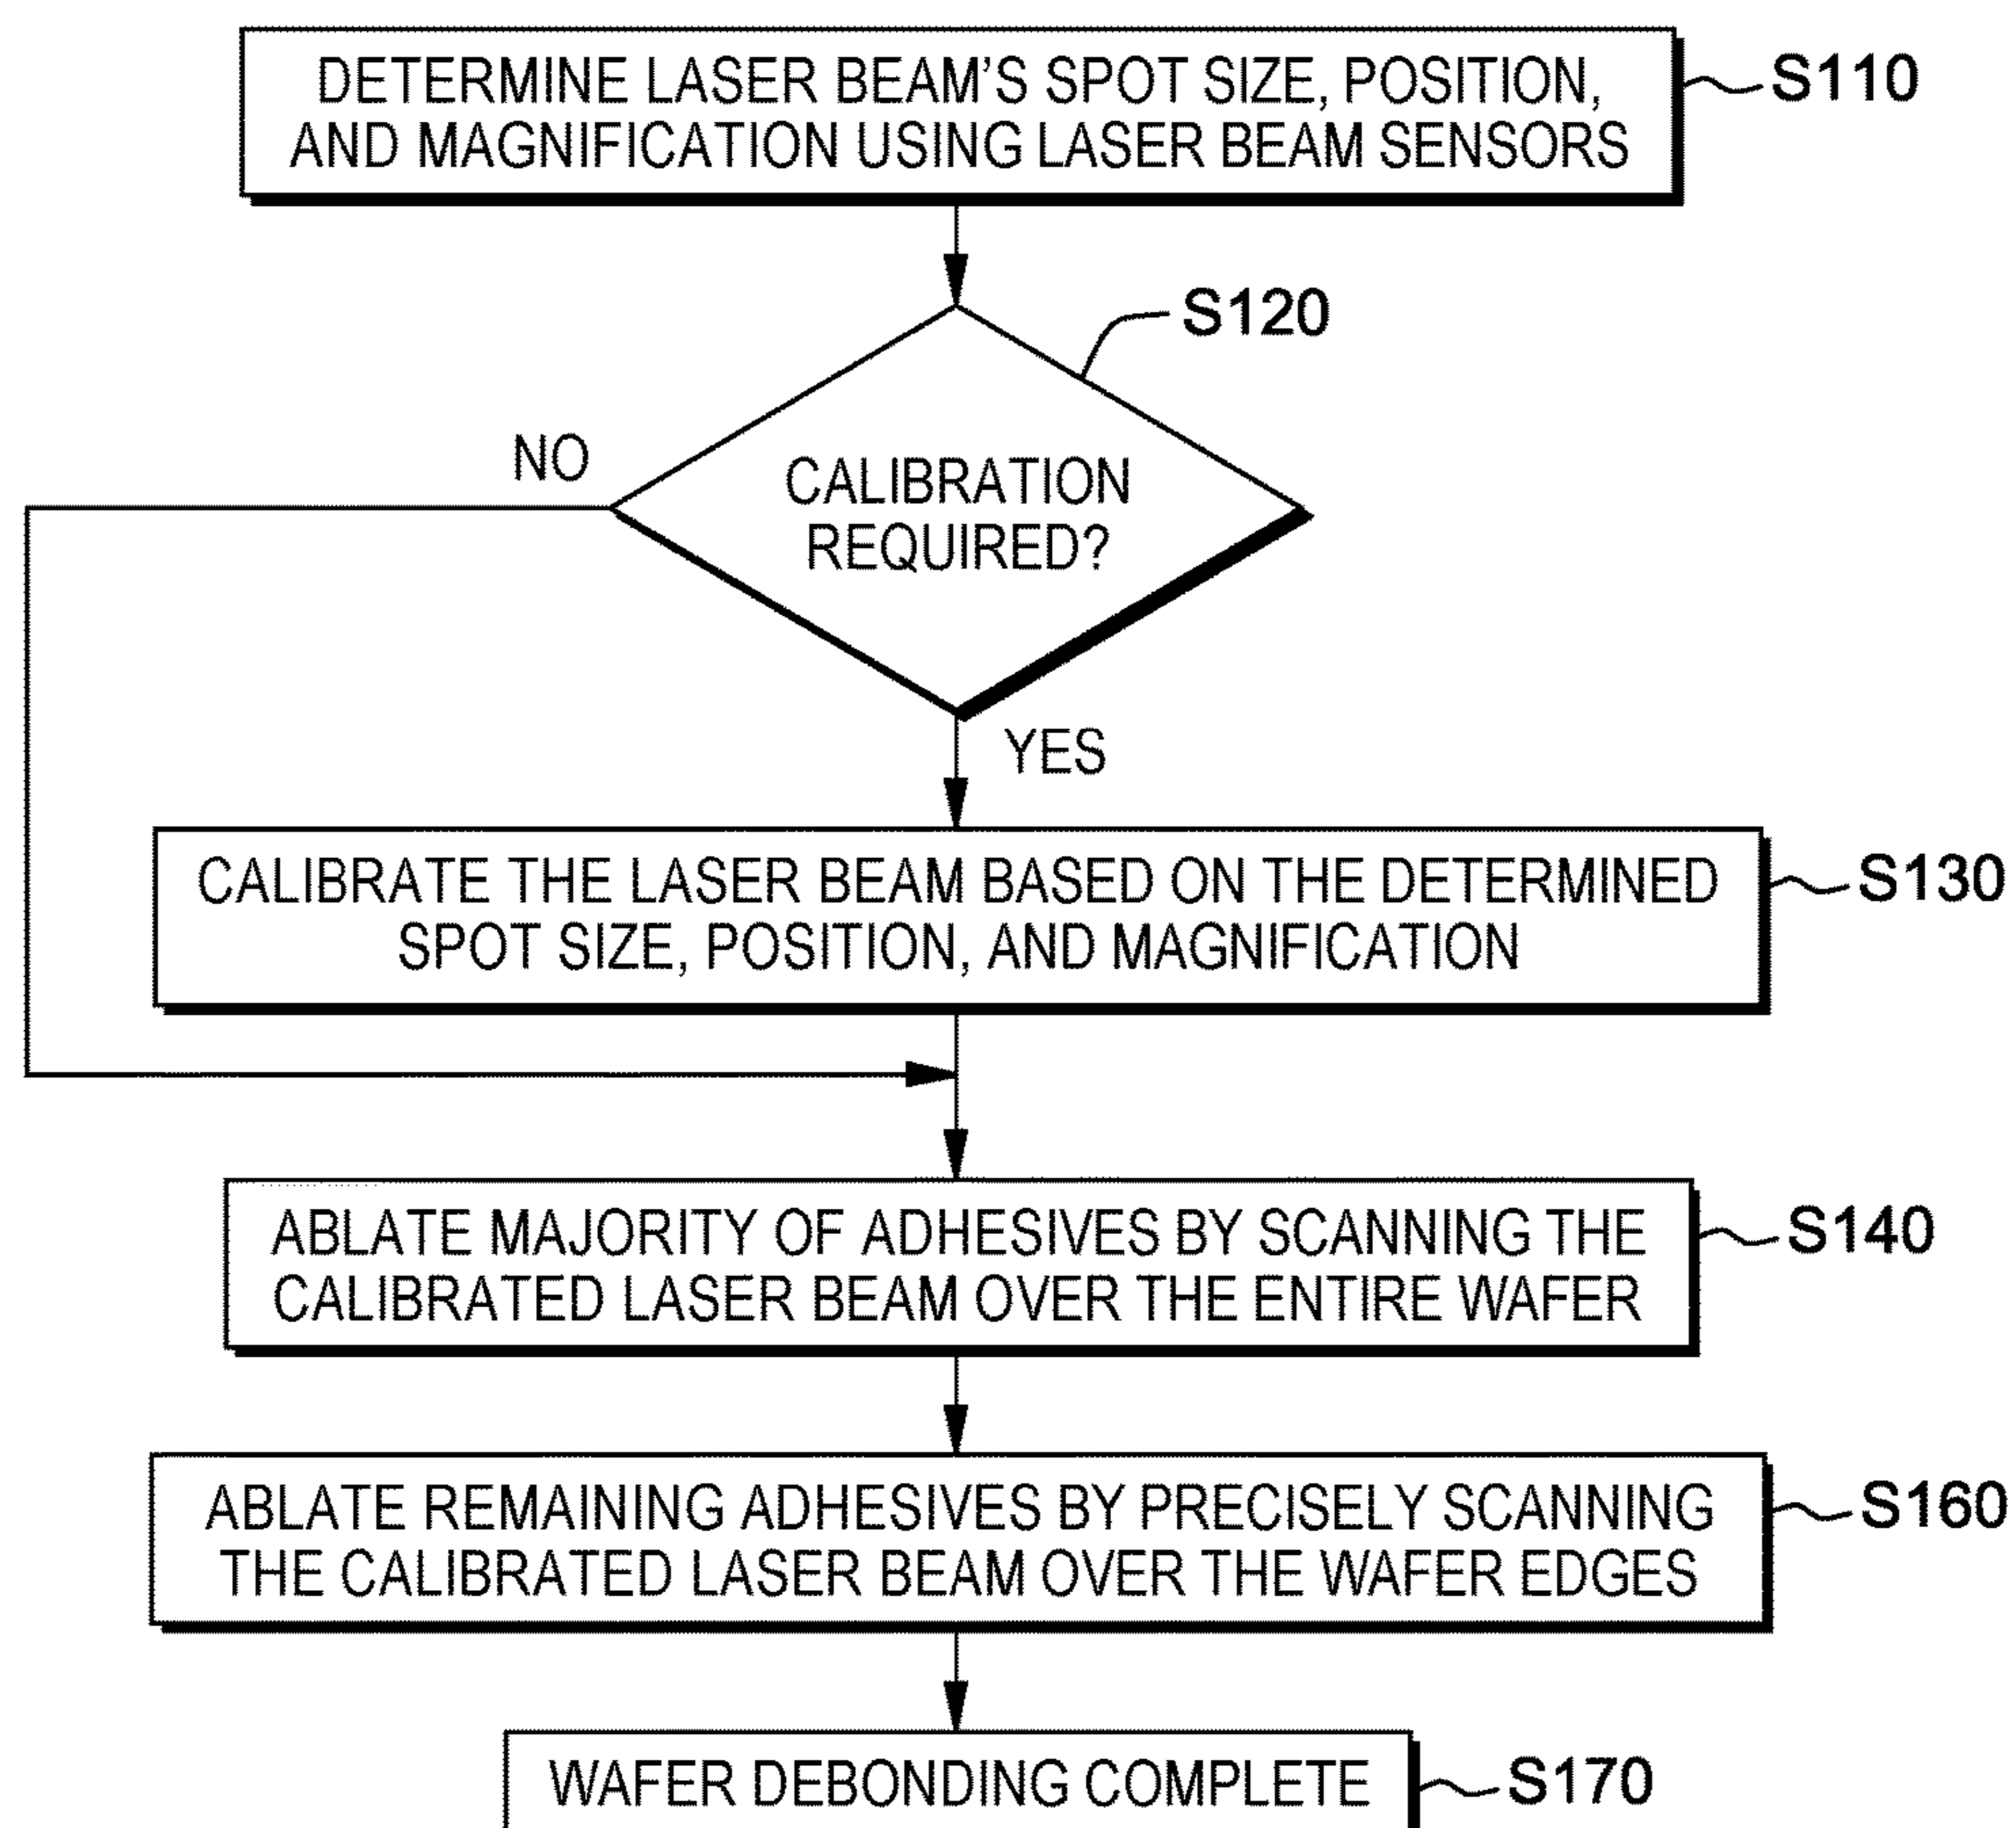 DETERMINE LASER BEAM'S SPOT SIZE, POSITION,
AND MAGNIFICATION USING LASER BEAM SENSORS
S110
S120
NO
CALIBRATION
REQUIRED?
YES
CALIBRATE THE LASER BEAM BASED ON THE DETERMINED
SPOT SIZE, POSITION, AND MAGNIFICATION
S130
ABLATE MAJORITY OF ADHESIVES BY SCANNING THE
CALIBRATED LASER BEAM OVER THE ENTIRE WAFER
S140
ABLATE REMAINING ADHESIVES BY PRECISELY SCANNING
THE CALIBRATED LASER BEAM OVER THE WAFER EDGES
S160
WAFER DEBONDING COMPLETE
S170